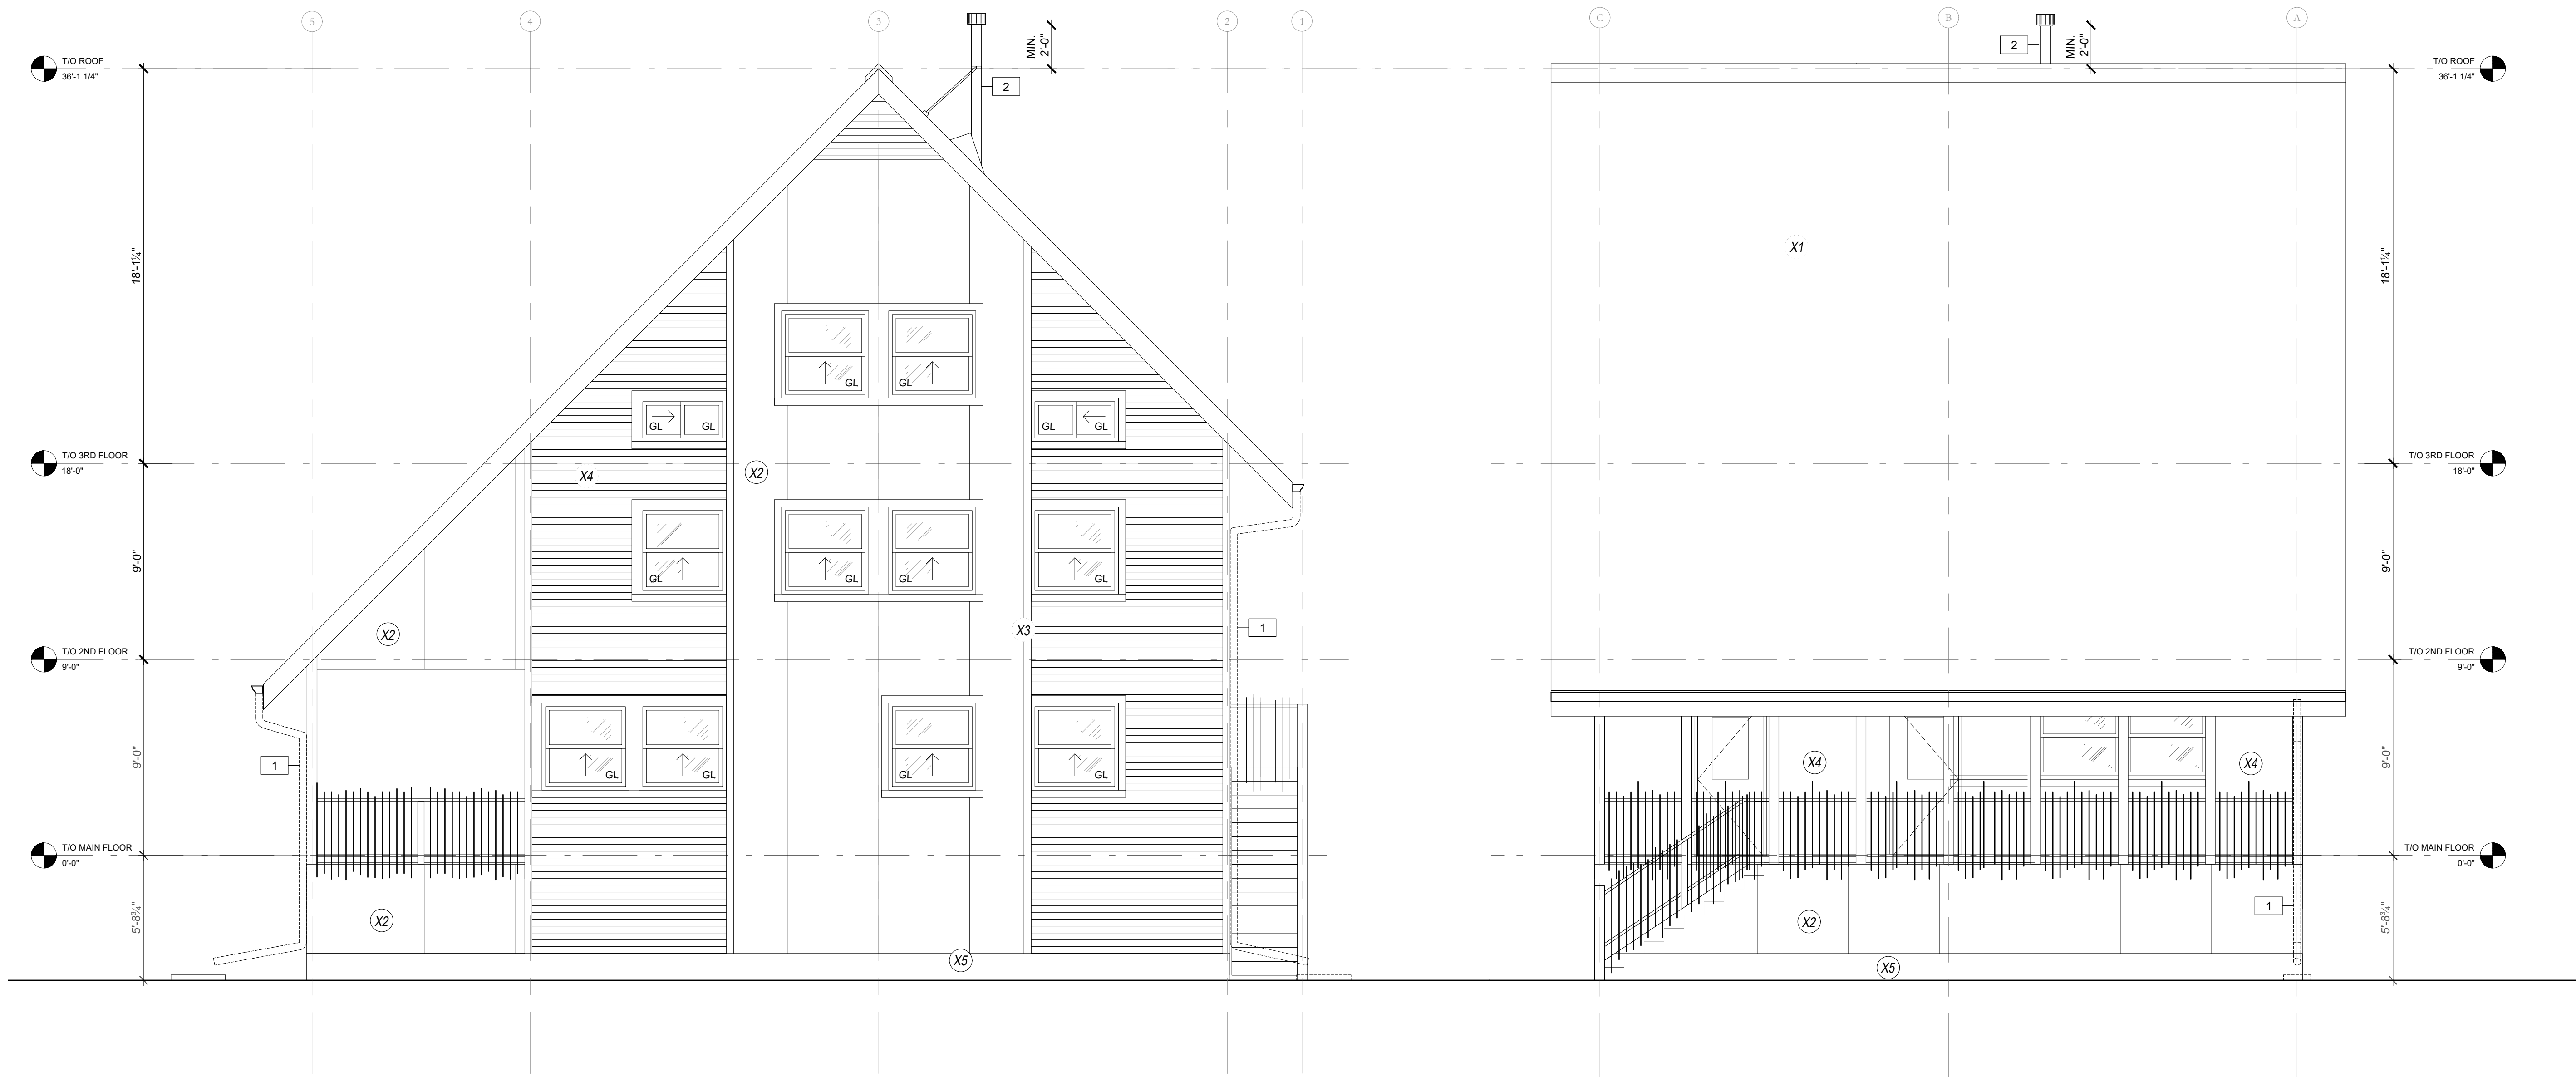 5
4
3
2
1
C
B
A
MIN.
2'-0"
MIN.
2'-0"
2
2
T/O ROOF
36'-1 1/4"
T/O ROOF
36'-1 1/4"
18'-1¼"
X1
18'-1¼"
GL
GL
GL
GL
GL
GL
T/O 3RD FLOOR
18'-0"
X4
X2
T/O 3RD FLOOR
18'-0"
9'-0"
GL
GL
GL
GL
9'-0"
X2
X3
1
T/O 2ND FLOOR
9'-0"
T/O 2ND FLOOR
9'-0"
9'-0"
1
GL
GL
GL
GL
X4
X4
9'-0"
T/O MAIN FLOOR
0'-0"
T/O MAIN FLOOR
0'-0"
5'-8¾"
X2
X2
1
5'-8¾"
X5
X5